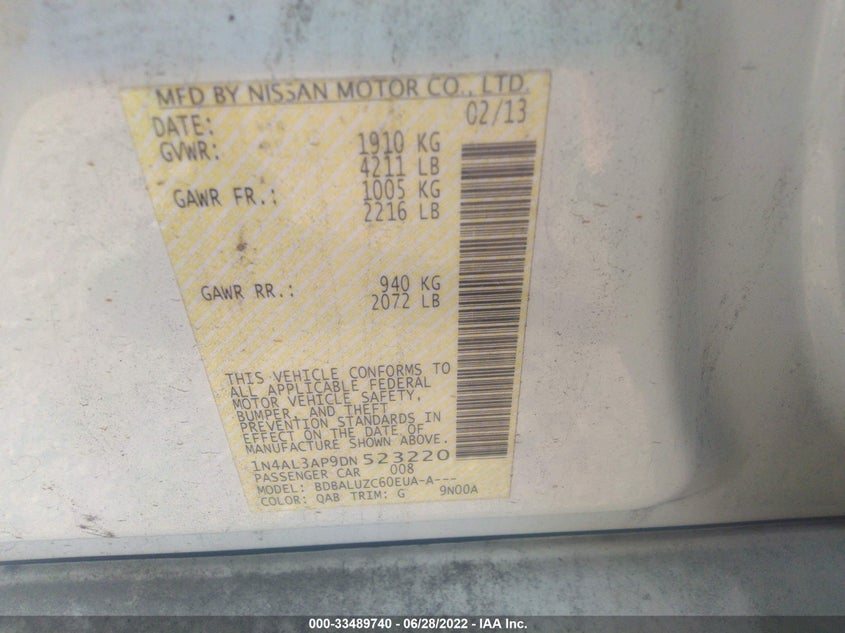 MFD BY NISSAN MOTOR CO., LTD.
DATE: 02/13
GVWR: 1910 KG
4211 LB
GAWR FR.: 1005 KG
2216 LB
GAWR RR.: 940 KG
2072 LB
THIS VEHICLE CONFORMS TO
ALL APPLICABLE FEDERAL
MOTOR VEHICLE SAFETY,
BUMPER, AND THEFT
PREVENTION STANDARDS IN
EFFECT ON THE DATE OF
MANUFACTURE SHOWN ABOVE.
1N4AL3AP9DN 523220
PASSENGER CAR 008
MODEL: BDBALUZC60EUA-A---
COLOR: QAB TRIM: G 9N00A
000-33489740 - 06/28/2022 - IAA Inc.